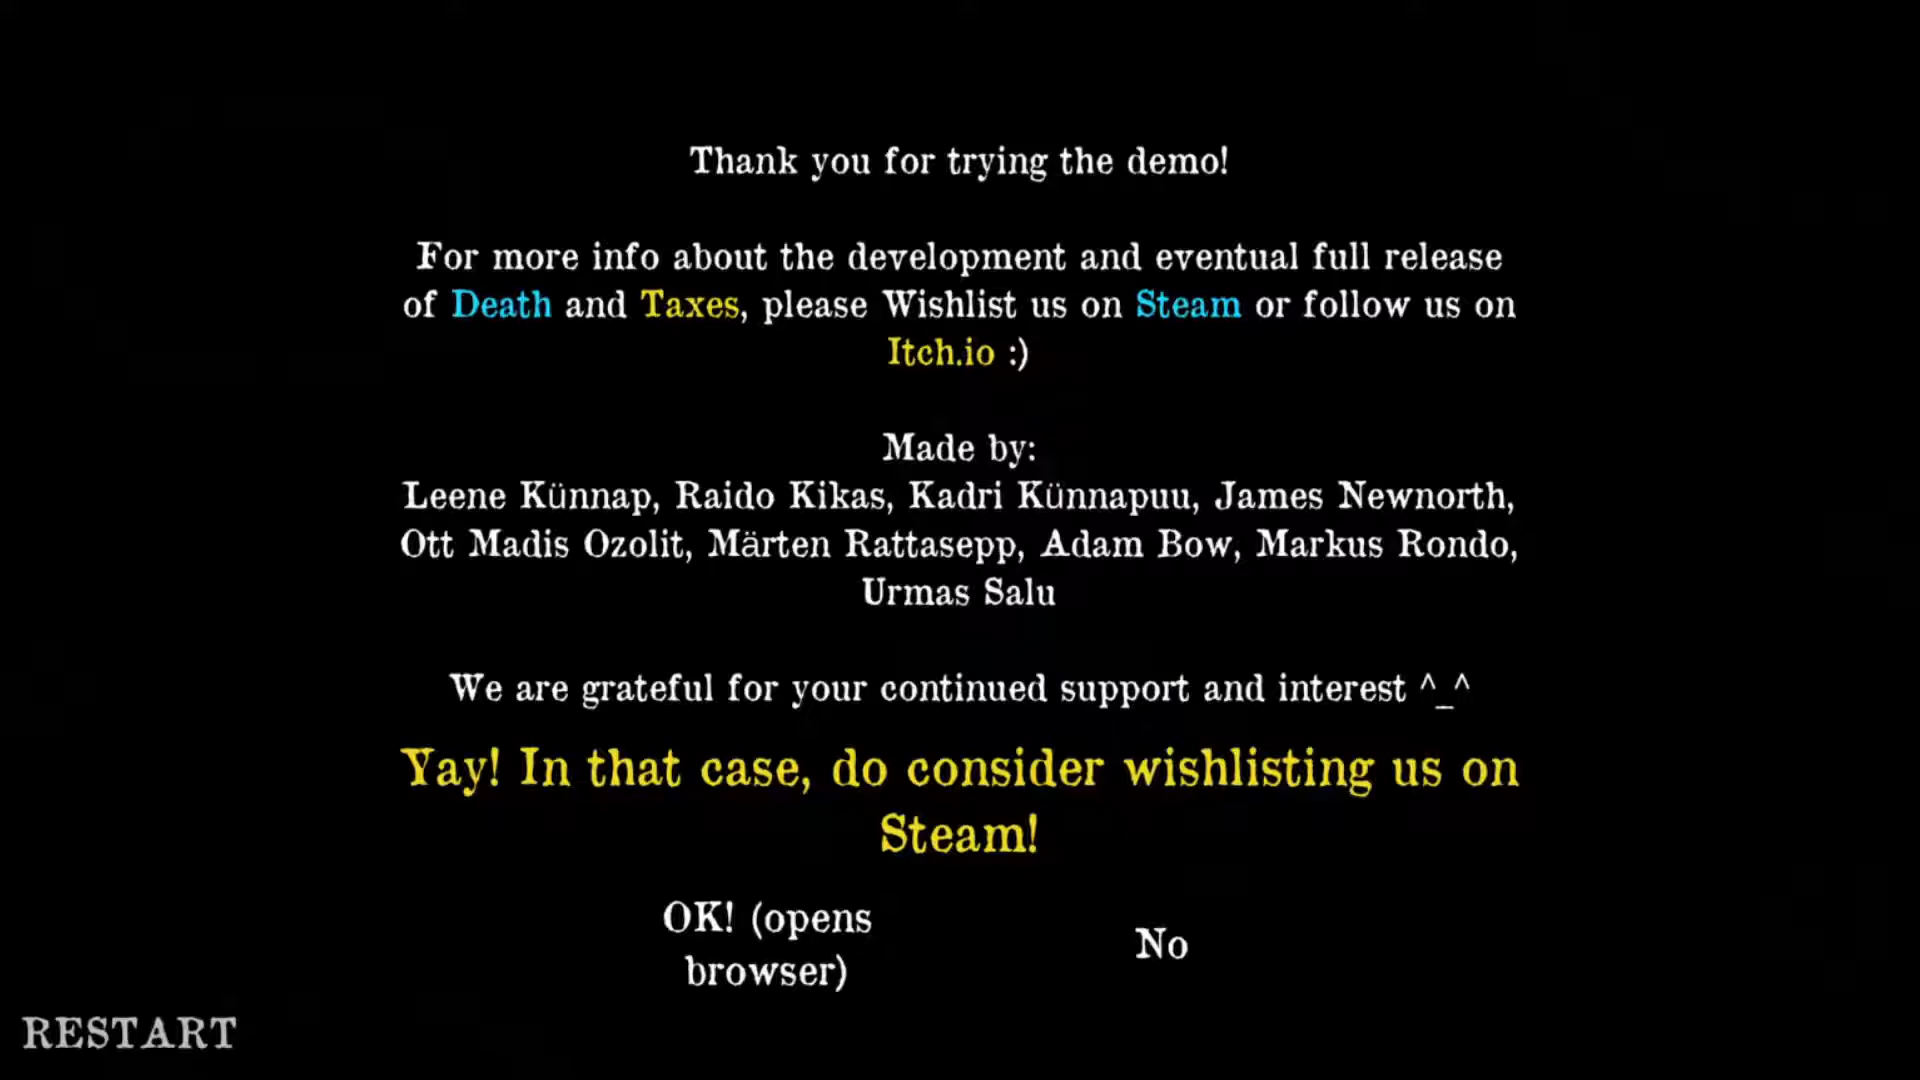 Thank you for trying the demo!
For more info about the development and eventual full release
of Death and Taxes, please Wishlist us on Steam or follow us on
Itch.io :)
Made by:
Leene Künnap, Raido Kikas, Kadri Künnapuu, James Newnorth,
Ott Madis Ozolit, Märten Rattasepp, Adam Bow, Markus Rondo,
Urmas Salu
We are grateful for your continued support and interest ^_^
Yay! In that case, do consider wishlisting us on
Steam!
OK! (opens
browser)
No
RESTART